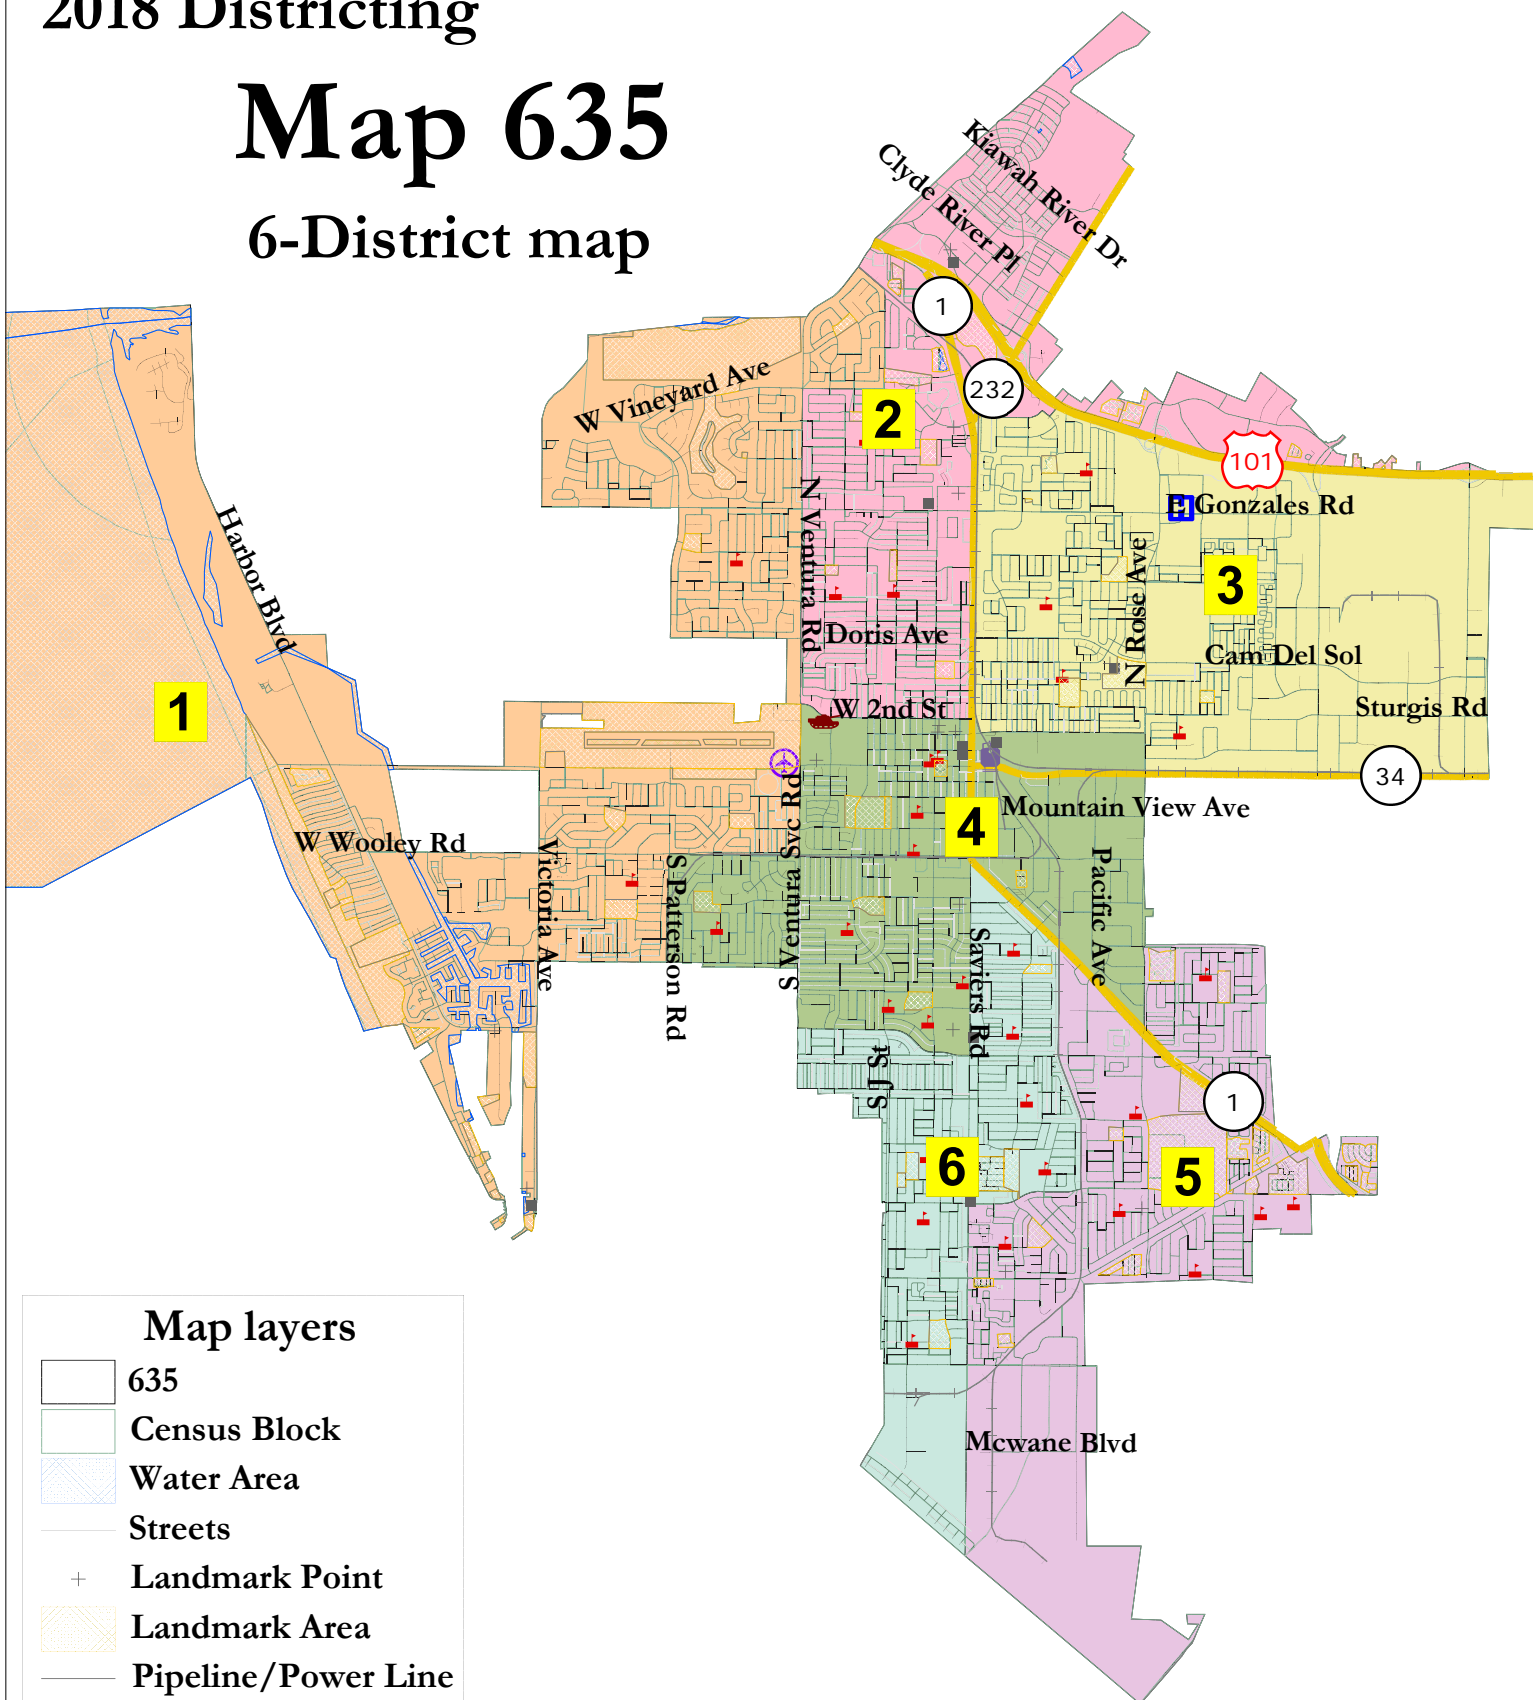 2018 Districting
Map 635
6-District map
Kiawah River Dr
Clyde River Pl
1
232
W Vineyard Ave
2
101
E Gonzales Rd
N Ventura Rd
Harbor Blvd
N Rose Ave
3
Doris Ave
Cam Del Sol
1
W 2nd St
Sturgis Rd
34
Mountain View Ave
4
S Ventura Svc Rd
W Wooley Rd
Victoria Ave
S Patterson Rd
Pacific Ave
Saviers Rd
S J St
1
6
5
Mcwane Blvd
Map layers
635
Census Block
Water Area
Streets
Landmark Point
Landmark Area
Pipeline/Power Line